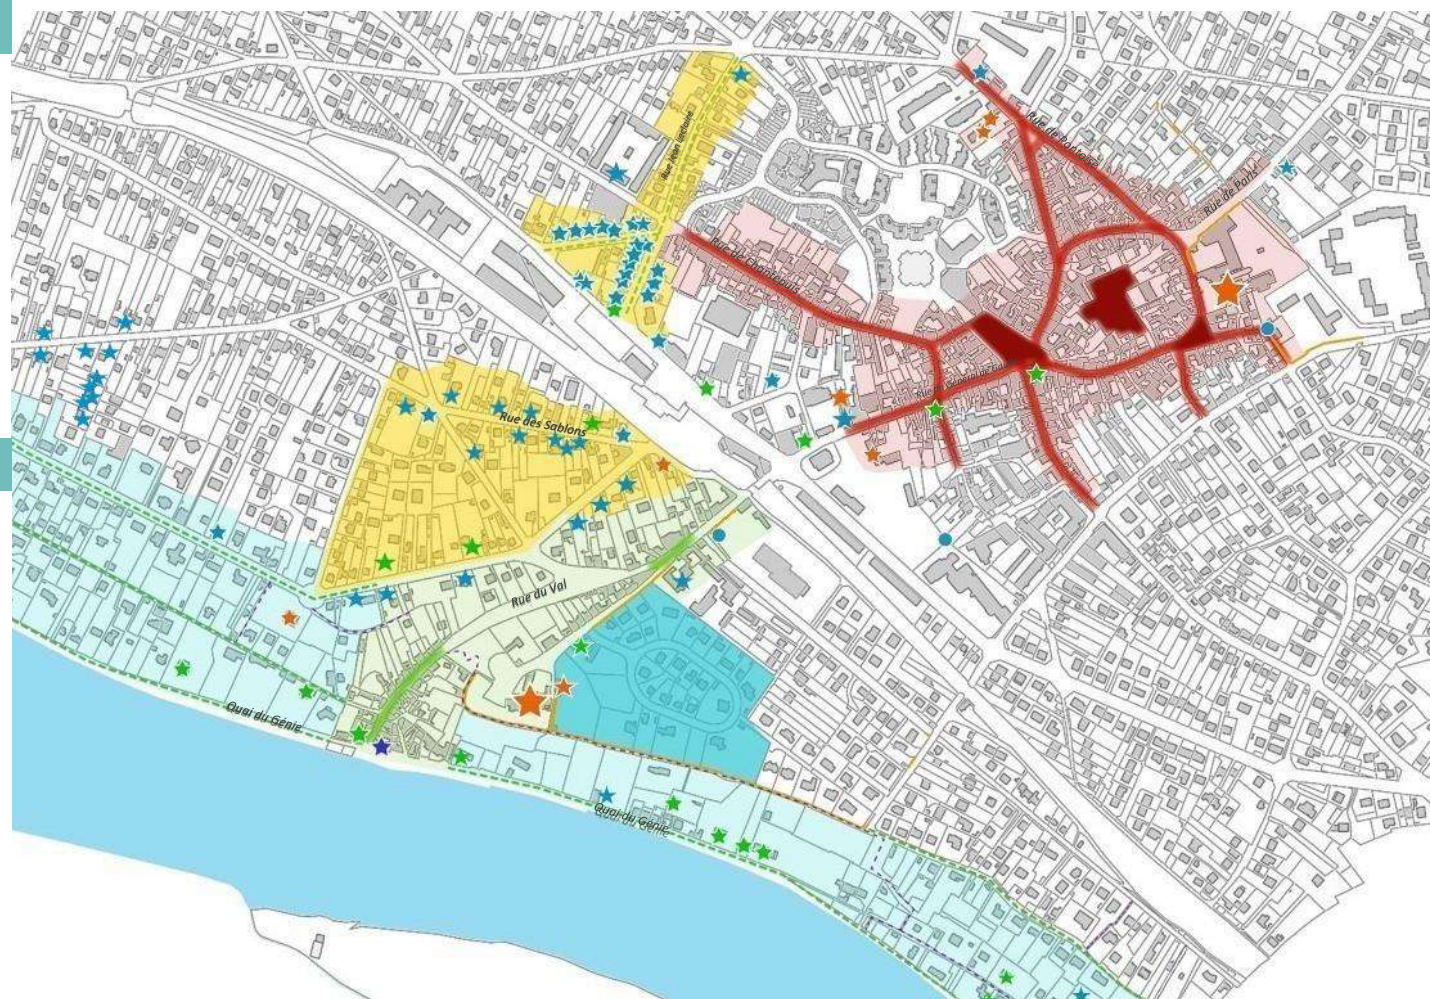 Rue de Pontoise
Rue Jean Leclaire
Rue de Paris
Rue de Chanteloup
Rue des Sablons
Rue du Val
Quai du Génie
Quai du Génie